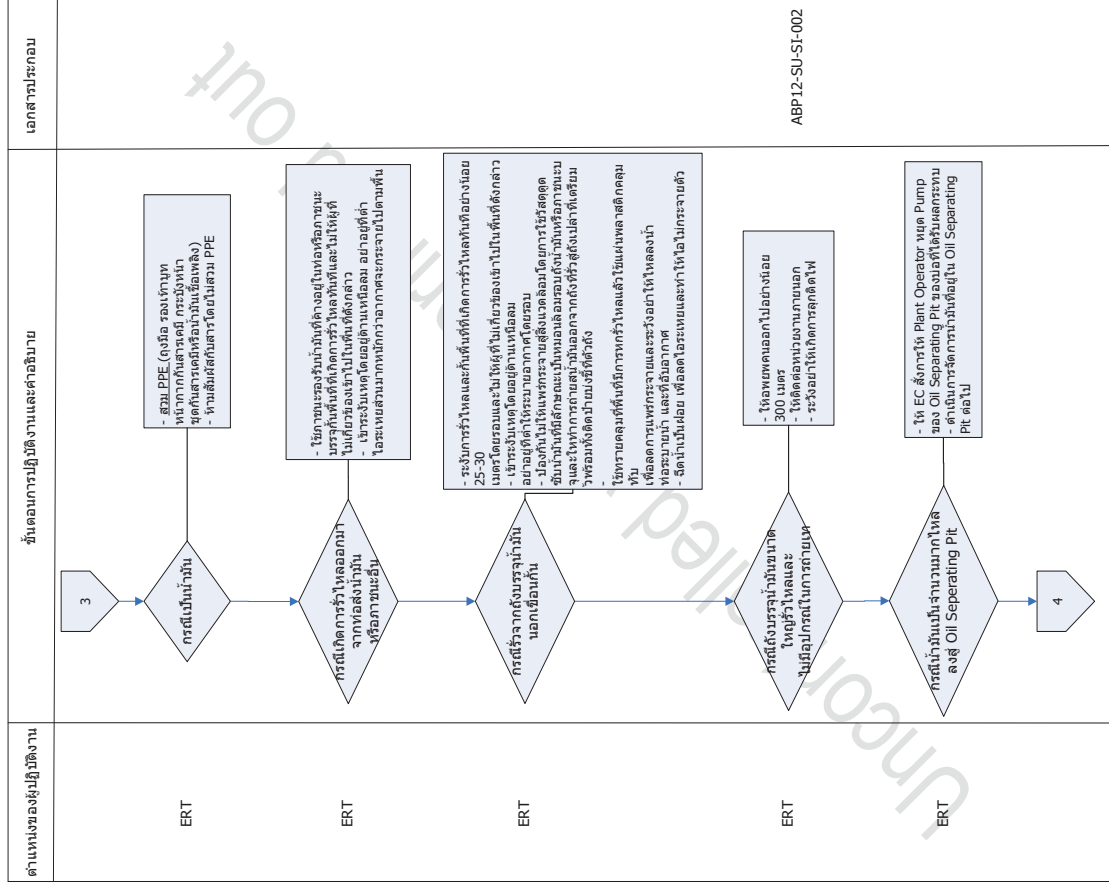 ตำแหน่งของผู้ปฏิบัติงาน
ขั้นตอนการปฏิบัติงานและคำอธิบาย
เอกสารประกอบ
3
ERT
กรณีเป็นน้ำมัน
- สวม PPE (ถุงมือ รองเท้าบูท
หน้ากากกันสารเคมี กระบังหน้า
ชุดกันสารเคมีหรือน้ำมันเชื้อเพลิง)
- ห้ามสัมผัสกับสารโดยไม่สวม PPE
ERT
กรณีเกิดการรั่วไหลออกมา
จากท่อส่งน้ำมัน
หรือภาชนะอื่น
- ใช้ภาชนะรองรับน้ำมันที่ค้างอยู่ในท่อหรือภาชนะ
บรรจุกั้นพื้นที่ที่เกิดการรั่วไหลทันทีและไม่ให้ผู้ที่
ไม่เกี่ยวของเข้าไปในพื้นที่ดังกล่าว
- เข้าระงับเหตุโดยอยู่ด้านเหนือลม อย่าอยู่ที่ต่ำ
ไอระเหยส่วนมากหนักกว่าอากาศจะกระจายไปตามพื้น
ERT
กรณีรั่วจากถังบรรจุน้ำมัน
นอกเขื่อนกั้น
- ระงับการรั่วไหลและกั้นพื้นที่ที่เกิดการรั่วไหลทันทีอย่างน้อย
25-30
เมตรโดยรอบและไม่ให้ผู้ที่ไม่เกี่ยวของเข้าไปในพื้นที่ดังกล่าว
- เข้าระงับเหตุโดยอยู่ด้านเหนือลม
อย่าอยู่ที่ต่ำให้ระบายอากาศโดยรอบ
- ป้องกันไม่ให้แพร่กระจายสู่สิ่งแวดล้อมโดยการใช้วัสดุดูด
ซับน้ำมันที่มีลักษณะเป็นหมอนล้อมรอบถังน้ำมันหรือภาชนะบ
จุและให้ทำการถ่ายสน้ำมันออกจากถังที่รั่วสู่ถังเปล่าที่เตรียม
วพร้อมทั้งติดป้ายบ่งชี้ที่ตัวถัง
-
ใช้ทรายคลุมที่พื้นที่มีการหกรั่วไหลแล้วใช้แผ่นพลาสติกคลุม
ทับ
เพื่อลดการแพร่กระจายและระวังอย่าให้ไหลลงน้ำ
ท่อระบายน้ำ และที่อับอากาศ
- ฉีดน้ำเป็นฝอย เพื่อลดไอระเหยและทำให้ไอไม่กระจายตัว
ERT
กรณีถังบรรจุน้ำมันขนาด
ใหญ่รั่วไหลและ
ไม่มีอุปกรณ์ในการถ่ายเท
- ให้อพยพคนออกไปอย่างน้อย
300 เมตร
- ให้ติดต่อหน่วยงานภายนอก
- ระวังอย่าให้เกิดการลุกติดไฟ
ABP12-SU-SI-002
ERT
กรณีน้ำมันเป็นจำนวนมากไหล
ลงสู่ Oil Seperating Pit
- ให้ EC สั่งการให้ Plant Operator หยุด Pump
ของ Oil Separating Pit ของบ่อที่ได้รับผลกระทบ
- ดำเนินการจัดการน้ำมันที่อยู่ใน Oil Separating
Pit ต่อไป
4